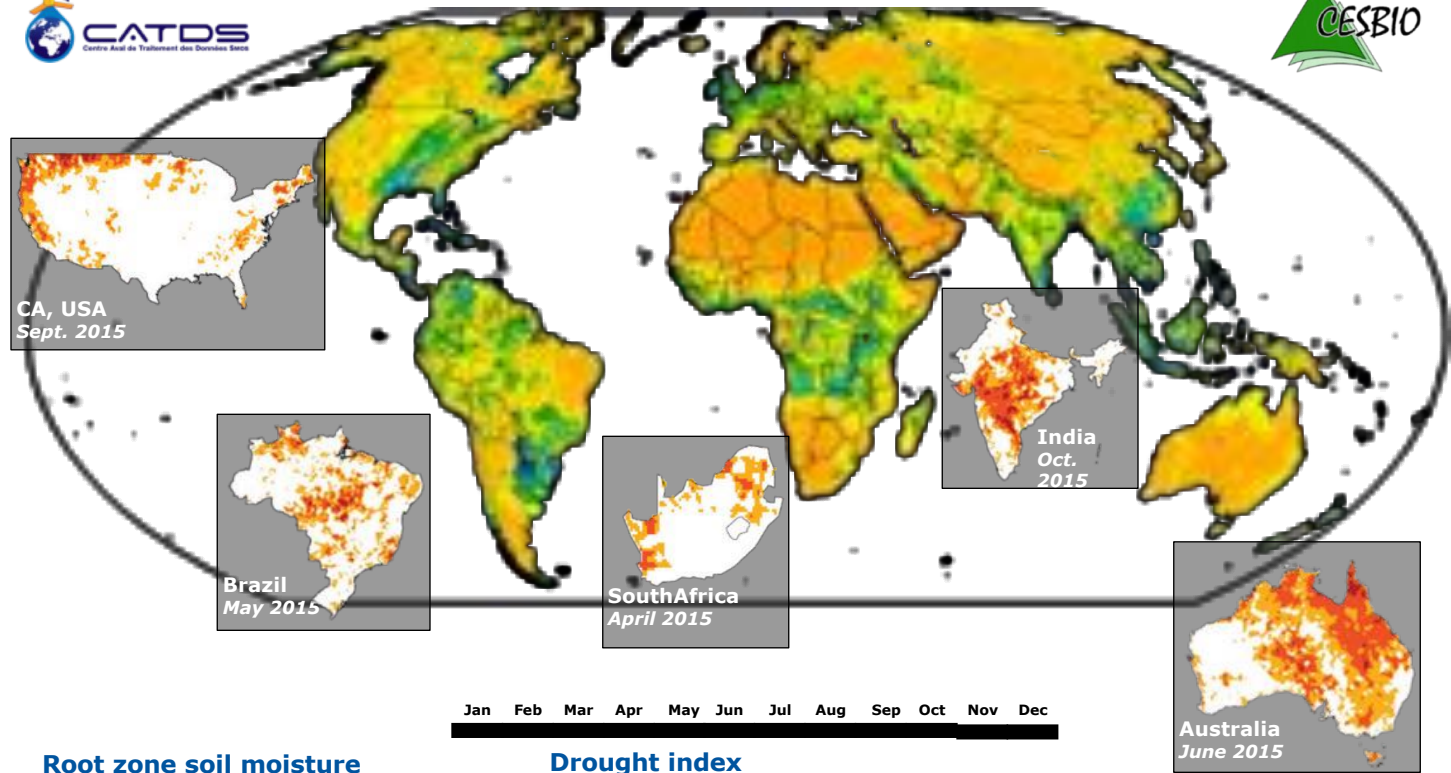 CATDS
Centre Aval de Traitement des Données SMOS
CESBIO
CA, USA
Sept. 2015
India
Oct.
2015
Brazil
May 2015
SouthAfrica
April 2015
Australia
June 2015
Jan Feb Mar Apr May Jun Jul Aug Sep Oct Nov Dec
Root zone soil moisture
Drought index